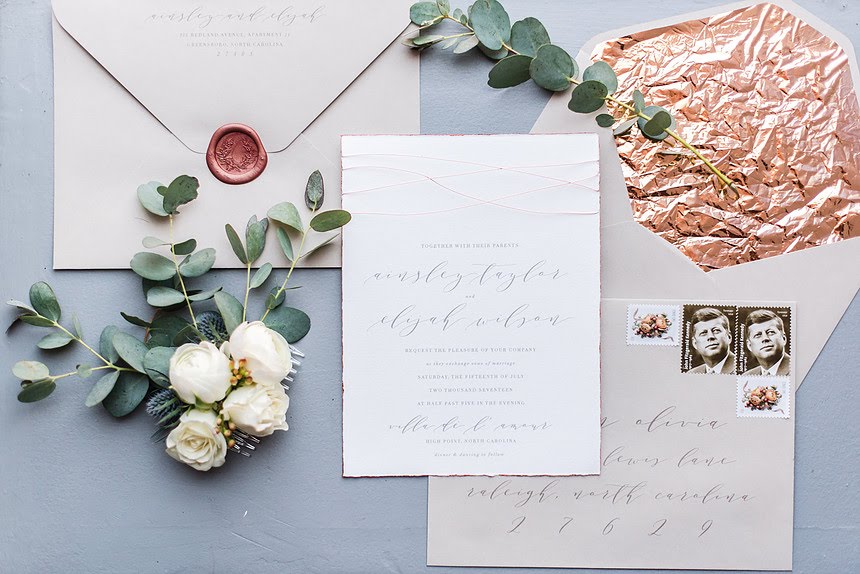 ainsley and elijah
GREENSBORO, NORTH CAROLINA
TOGETHER WITH THEIR PARENTS
ainsley taylor
and
elijah wilson
REQUEST THE PLEASURE OF YOUR COMPANY
as they exchange vows of marriage
SATURDAY, THE FIFTEENTH OF JULY
TWO THOUSAND SEVENTEEN
AT HALF PAST FIVE IN THE EVENING
villa de l'amour
HIGH POINT, NORTH CAROLINA
dinner & dancing to follow
olivia
lewis lane
raleigh, north carolina
27629